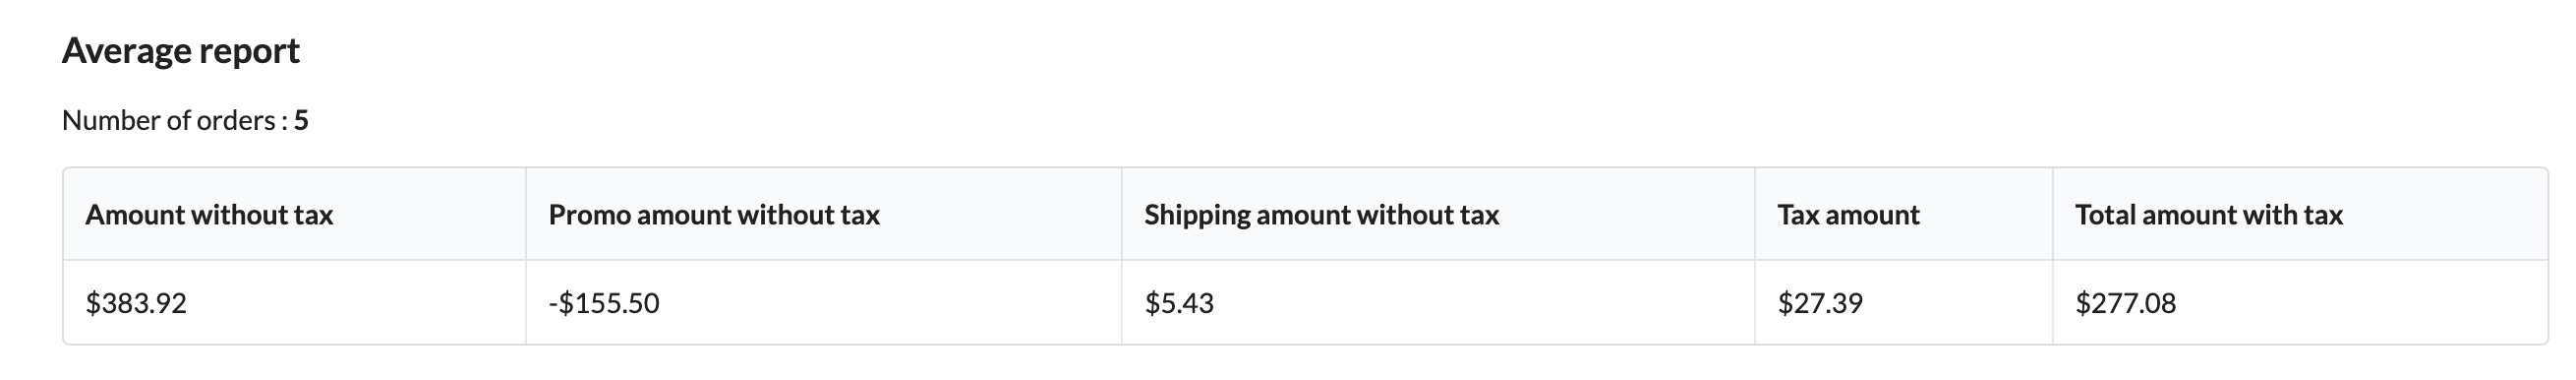 Average report
Number of orders : 5
Amount without tax Promo amount without tax Shipping amount without tax Tax amount Total amount with tax
$383.92 -$155.50 $5.43 $27.39 $277.08